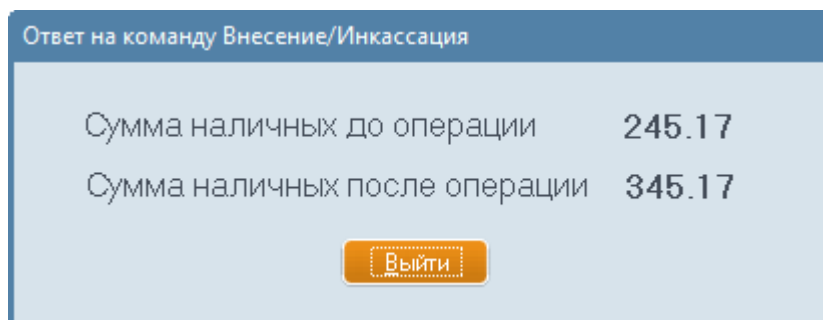 Ответ на команду Внесение/Инкассация
Сумма наличных до операции 245.17
Сумма наличных после операции 345.17
Выйти